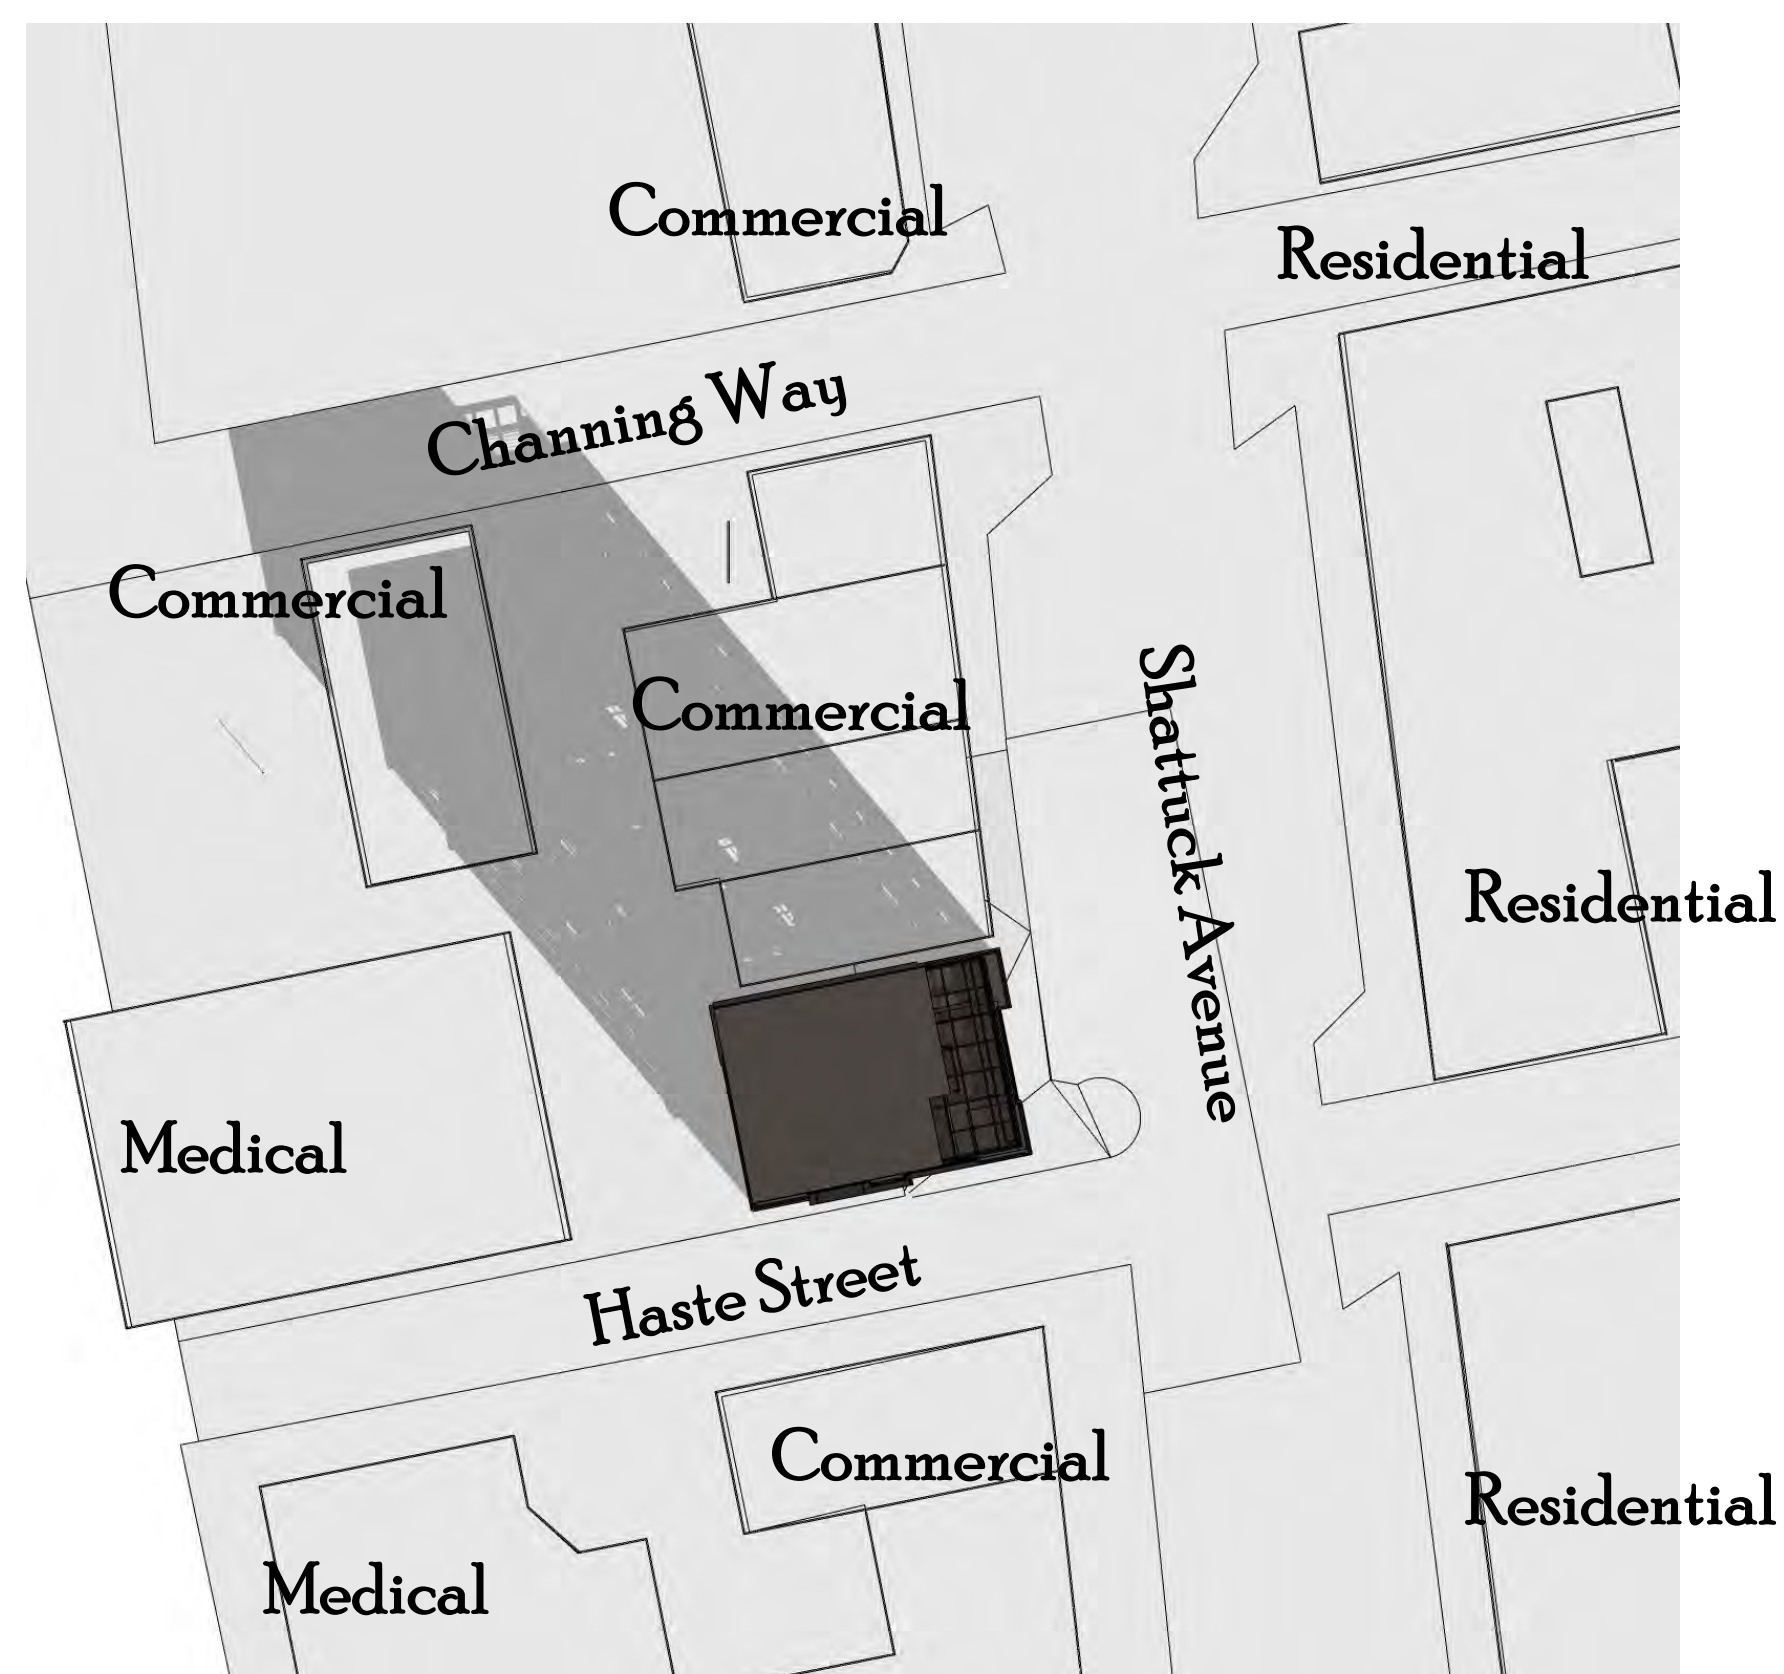 Commercial
Residential
Channing Way
Commercial
Commercial
Shattuck Avenue
Residential
Medical
Haste Street
Commercial
Residential
Medical